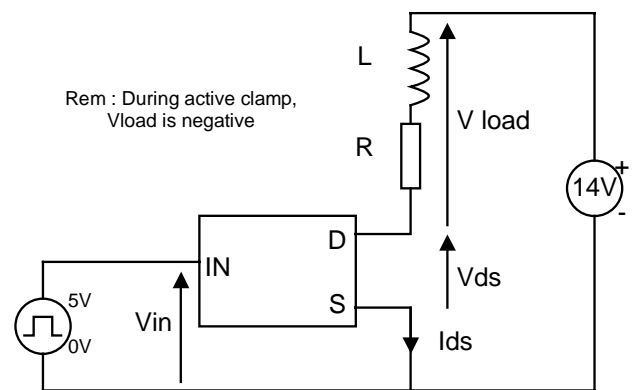 L
Rem : During active clamp,
Vload is negative
V load
R
14V
+
-
D
IN
Vds
S
5V
0V
Vin
Ids